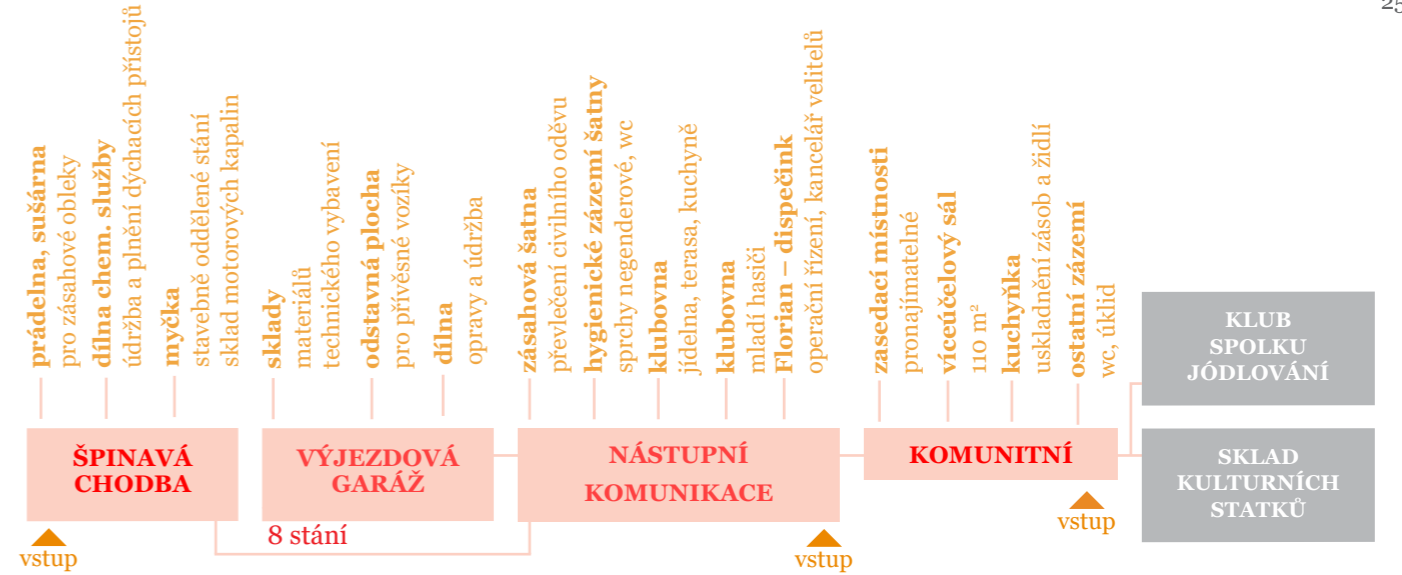 25
prádelna, sušárna
pro zásahové obleky
dílna chem. služby
údržba a plnění dýchacích přístojů
myčka
stavebně oddělené stání
sklad motorových kapalin
sklady
materiálů
technického vybavení
odstavná plocha
pro přívěsné vozíky
dílna
opravy a údržba
zásahová šatna
převlečení civilního oděvu
hygienické zázemí šatny
sprchy negenderové, wc
klubovna
jídelna, terasa, kuchyně
klubovna
mladí hasiči
Florian – dispečink
operační řízení, kancelář velitelů
zasedací místnosti
pronajímatelné
víceúčelový sál
110 m²
kuchyňka
uskladnění zásob a židlí
ostatní zázemí
wc, úklid
ŠPINAVÁ
CHODBA
VÝJEZDOVÁ
GARÁŽ
NÁSTUPNÍ
KOMUNIKACE
KOMUNITNÍ
KLUB
SPOLKU
JÓDLOVÁNÍ
SKLAD
KULTURNÍCH
STATKŮ
8 stání
vstup
vstup
vstup